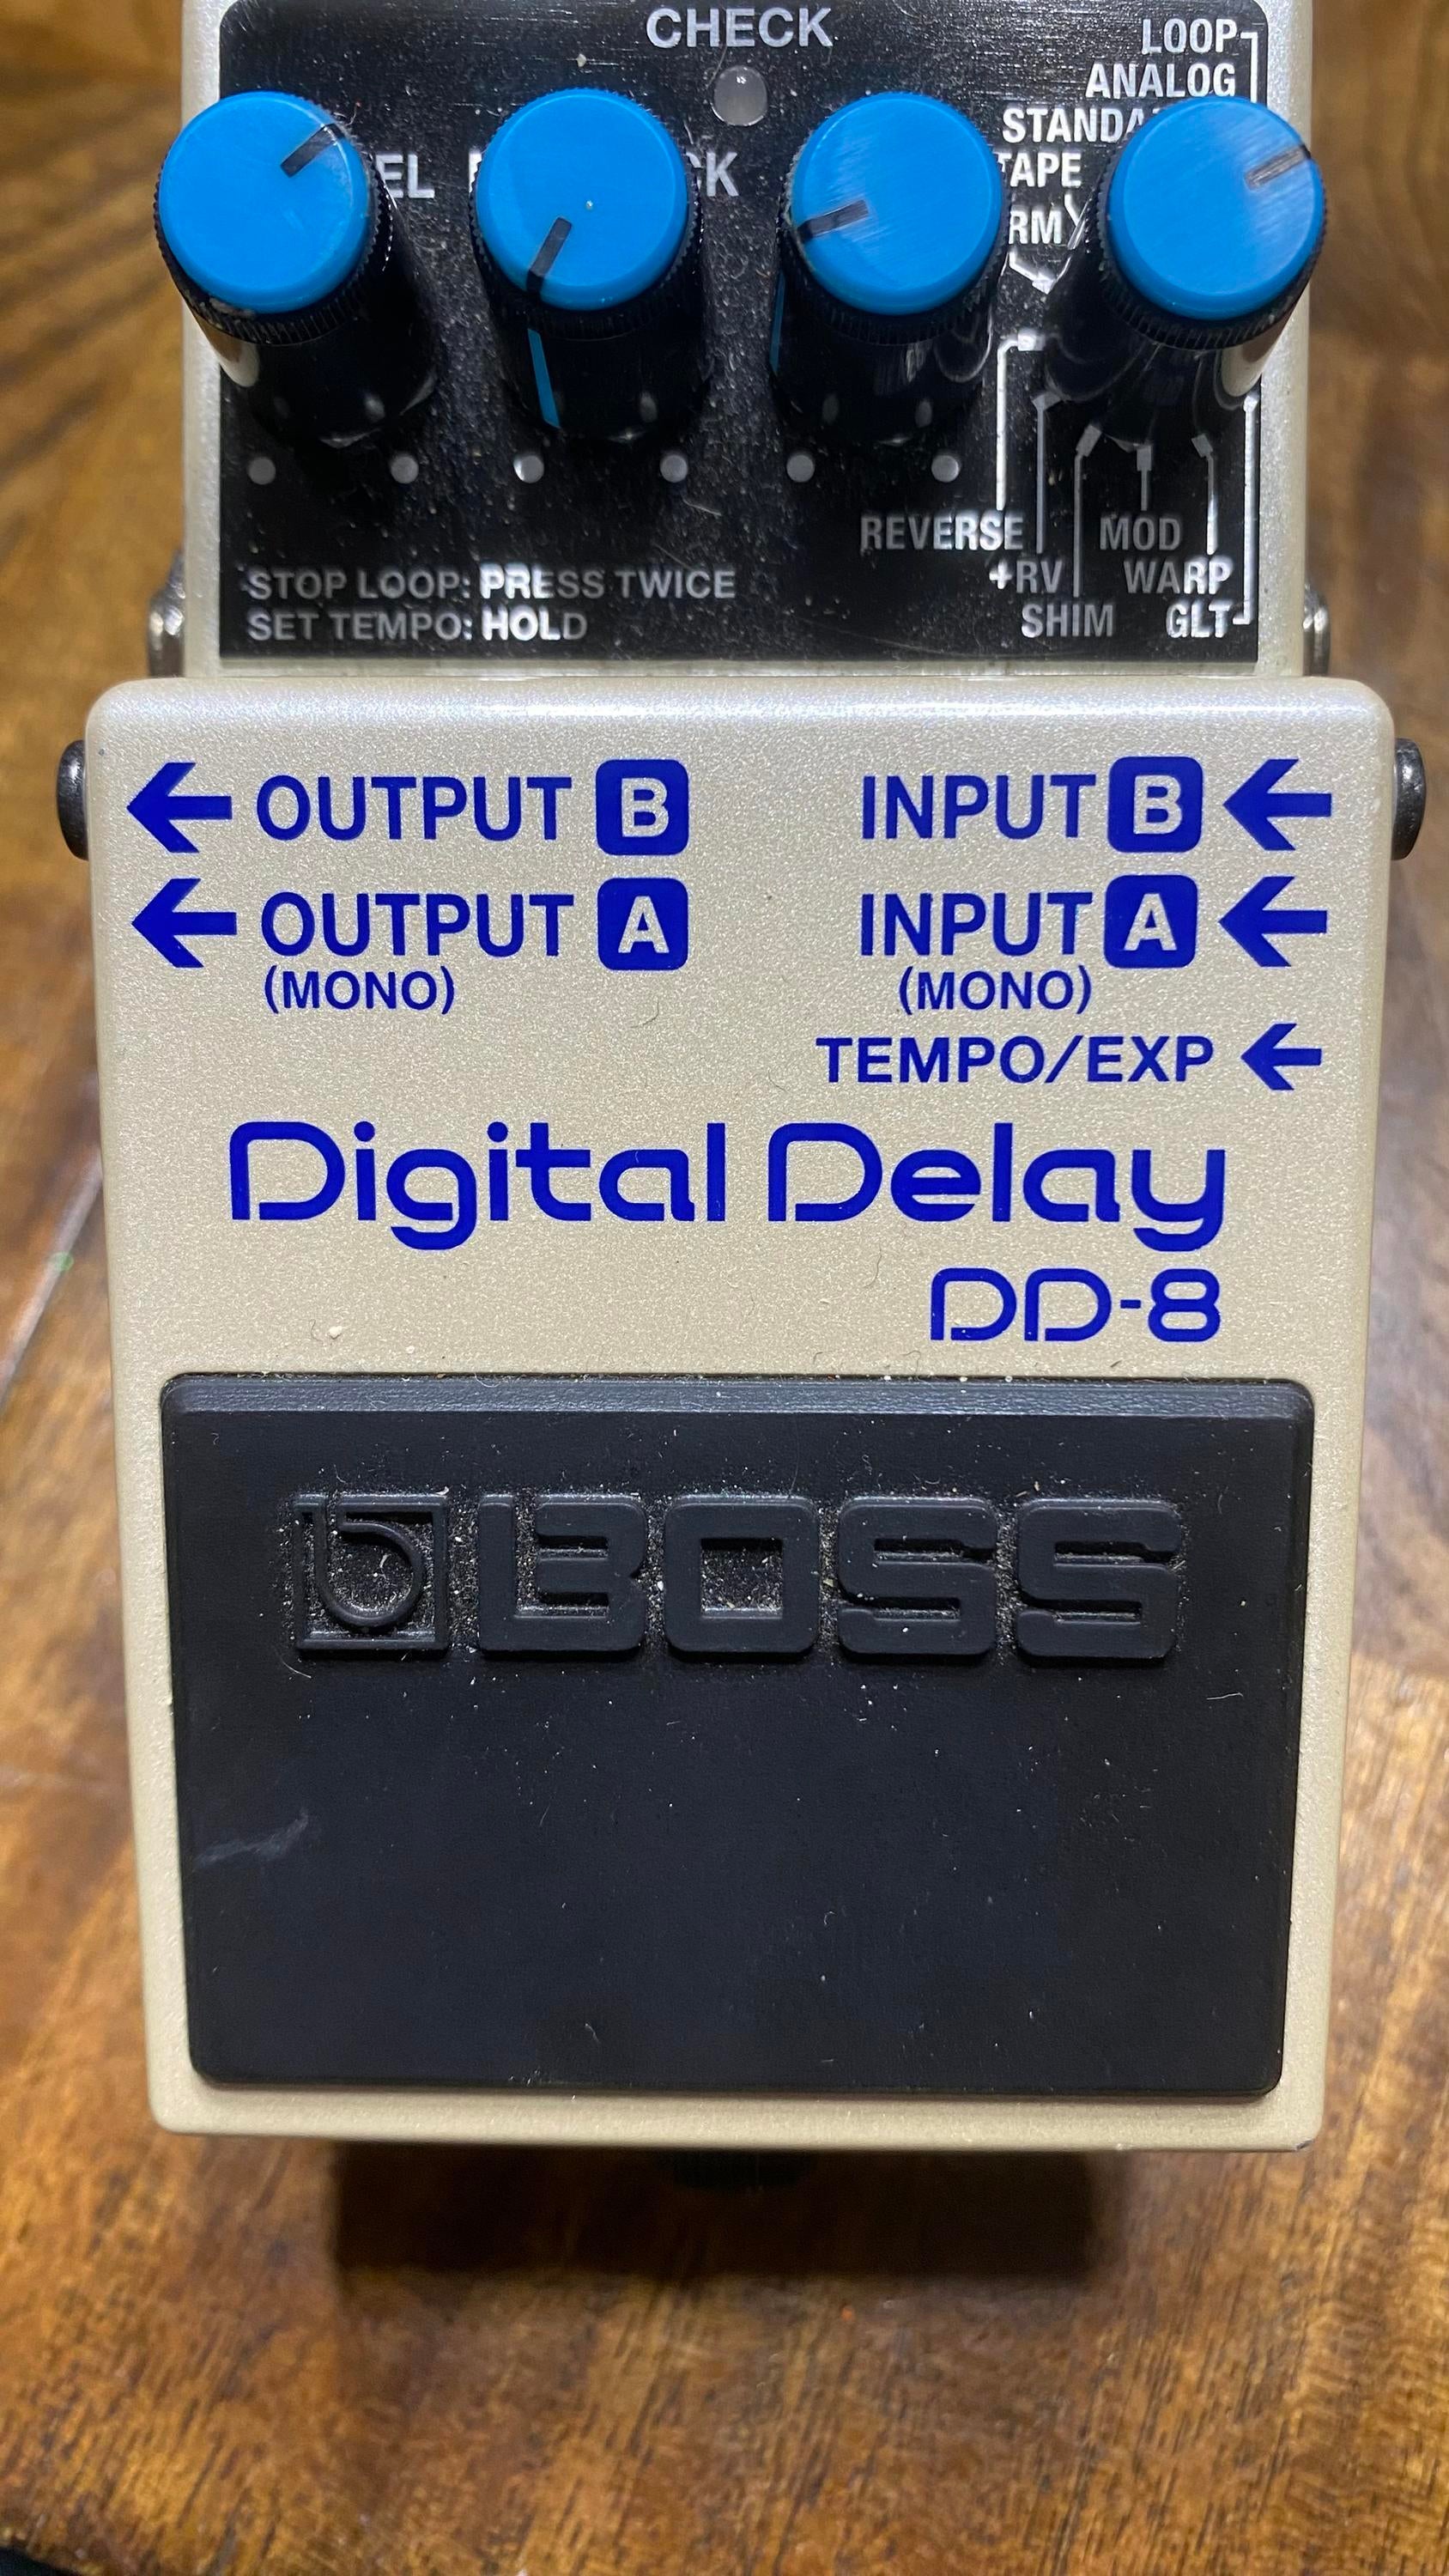 CHECK
LOOP
ANALOG
TAPE
REVERSE
MOD
+RV
WARP
SHIM
GLT
STOP LOOP: PRESS TWICE
SET TEMPO: HOLD
OUTPUT B
INPUT B
OUTPUT A
INPUT A
(MONO)
(MONO)
TEMPO/EXP
Digital Delay
DD-8
BOSS